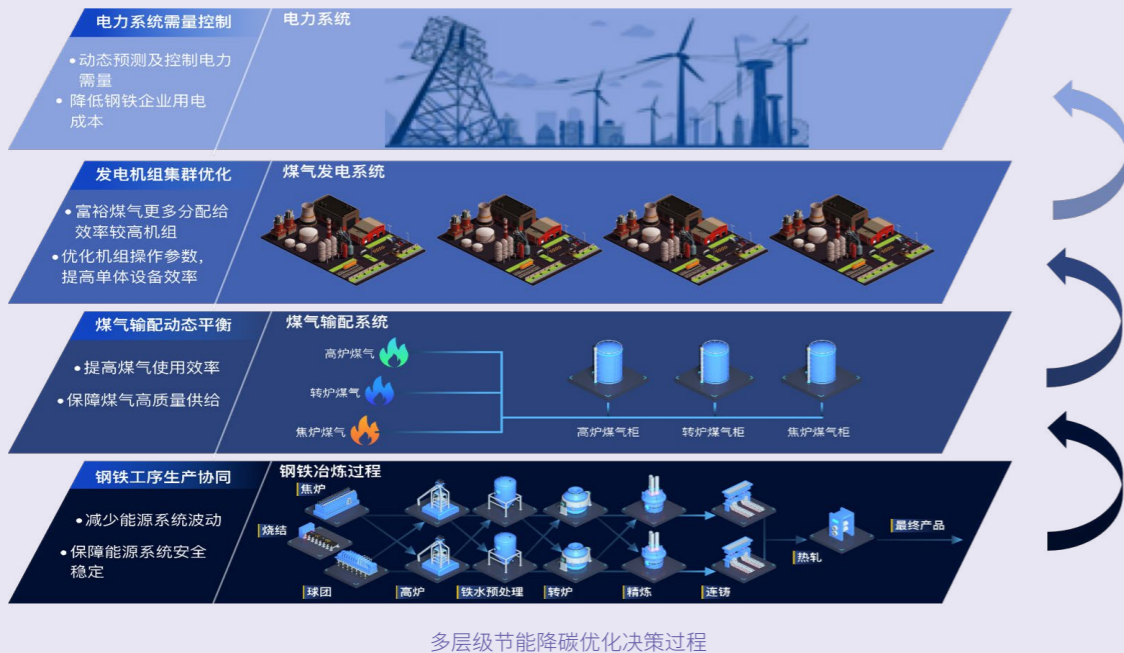 电力系统需量控制
电力系统
•动态预测及控制电力
需量
• 降低钢铁企业用电
成本
发电机组集群优化
煤气发电系统
• 富裕煤气更多分配给
效率较高机组
•优化机组操作参数，
提高单体设备效率
煤气输配动态平衡
煤气输配系统
•提高煤气使用效率
•保障煤气高质量供给
高炉煤气
转炉煤气
焦炉煤气
高炉煤气柜
转炉煤气柜
焦炉煤气柜
钢铁工序生产协同
钢铁冶炼过程
• 减少能源系统波动
• 保障能源系统安全
稳定
焦炉
烧结
球团
高炉
铁水预处理
转炉
精炼
连铸
热轧
最终产品
多层级节能降碳优化决策过程